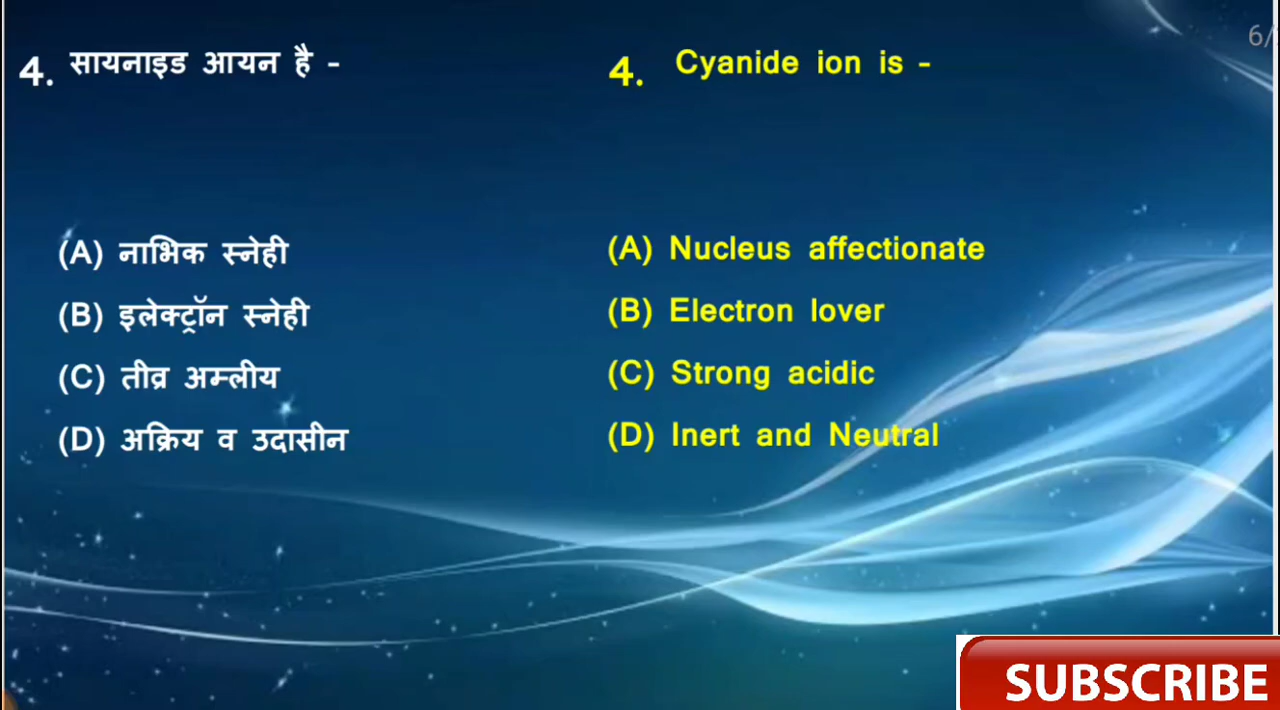 4. सायनाइड आयन है -
(A) नाभिक स्नेही
(B) इलेक्ट्रॉन स्नेही
(C) तीव्र अम्लीय
(D) अक्रिय व उदासीन
4. Cyanide ion is -
(A) Nucleus affectionate
(B) Electron lover
(C) Strong acidic
(D) Inert and Neutral
6/
SUBSCRIBE